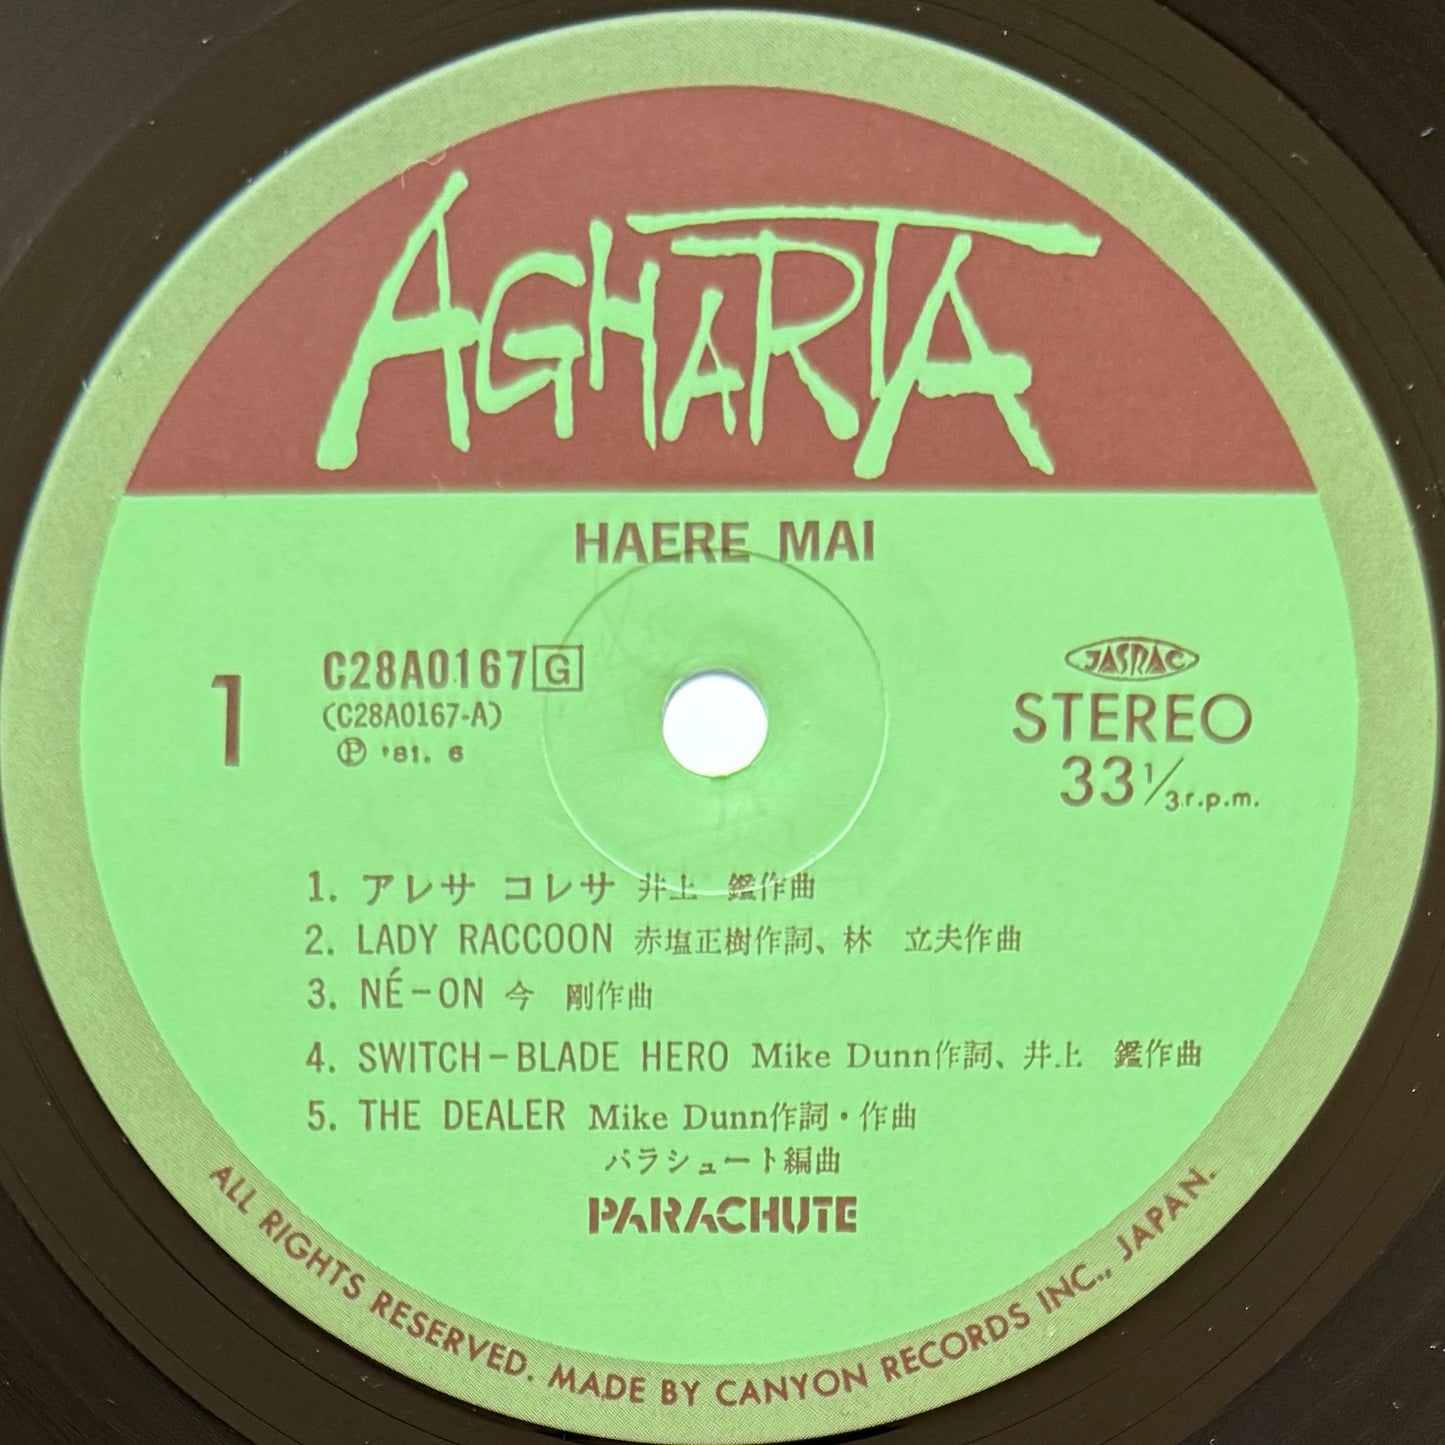 AGHARTA
HAERE MAI
1
C28A0167 G
(C28A0167-A)
Ⓟ '81. 6
JASRAC
STEREO
33 1/3 r.p.m.
1. アレサ コレサ 井上 鑑作曲
2. LADY RACCOON 赤塩正樹作詞、林 立夫作曲
3. NÉ-ON 今 剛作曲
4. SWITCH-BLADE HERO Mike Dunn作詞、井上 鑑作曲
5. THE DEALER Mike Dunn作詞・作曲
パラシュート編曲
PARACHUTE
ALL RIGHTS RESERVED. MADE BY CANYON RECORDS INC., JAPAN.